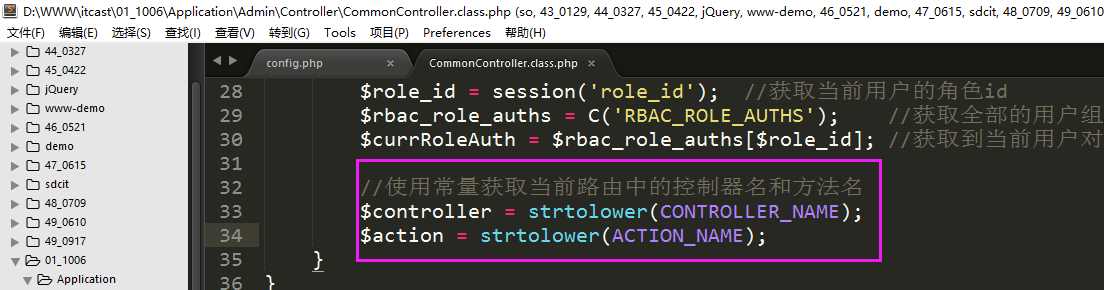 D:\WWW\itcast\01_1006\Application\Admin\Controller\CommonController.class.php (so, 43_0129, 44_0327, 45_0422, jQuery, www-demo, 46_0521, demo, 47_0615, sdcit, 48_0709, 49_0610
文件(F) 编辑(E) 选择(S) 查找(I) 查看(V) 转到(G) Tools 项目(P) Preferences 帮助(H)
44_0327
45_0422
jQuery
www-demo
46_0521
demo
47_0615
sdcit
48_0709
49_0610
49_0917
01_1006
Application
config.php
CommonController.class.php
28 $role_id = session('role_id'); //获取当前用户的角色id
29 $rbac_role_auths = C('RBAC_ROLE_AUTHS'); //获取全部的用户组
30 $currRoleAuth = $rbac_role_auths[$role_id]; //获取到当前用户对
31
32 //使用常量获取当前路由中的控制器名和方法名
33 $controller = strtolower(CONTROLLER_NAME);
34 $action = strtolower(ACTION_NAME);
35 }
36 }